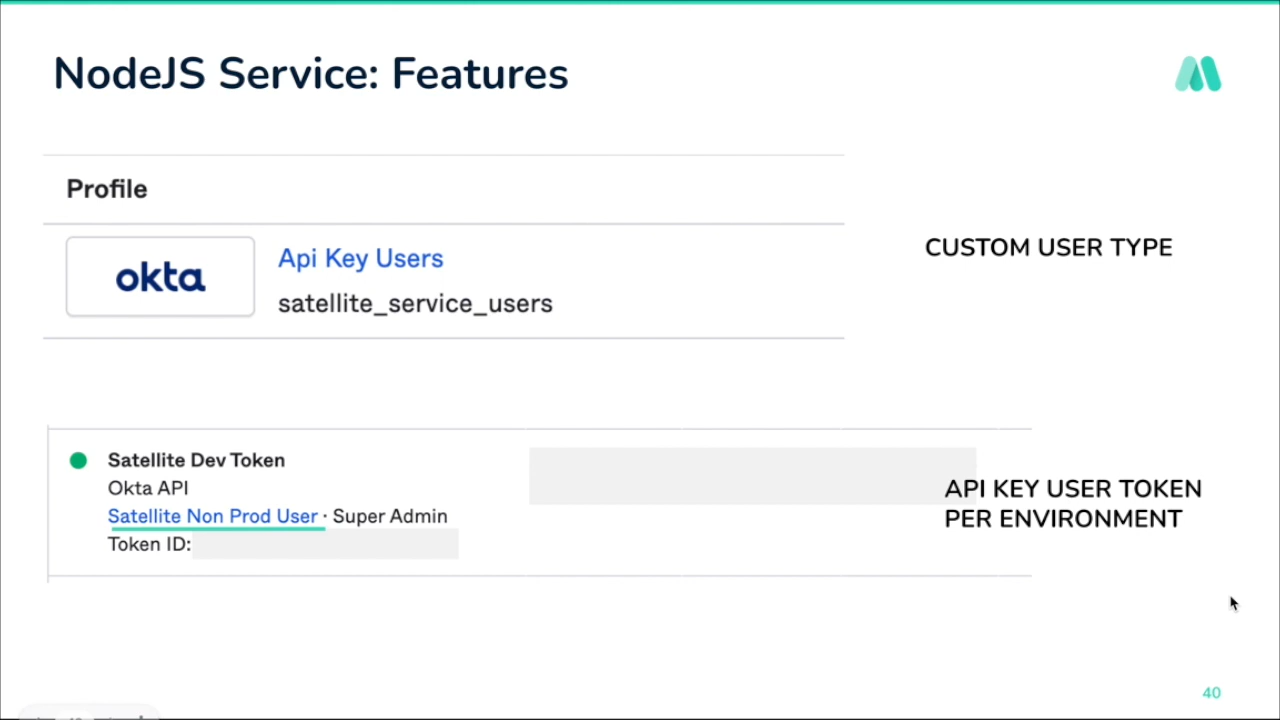 NodeJS Service: Features
Profile
okta
Api Key Users
satellite_service_users
CUSTOM USER TYPE
Satellite Dev Token
Okta API
Satellite Non Prod User · Super Admin
Token ID:
API KEY USER TOKEN
PER ENVIRONMENT
40